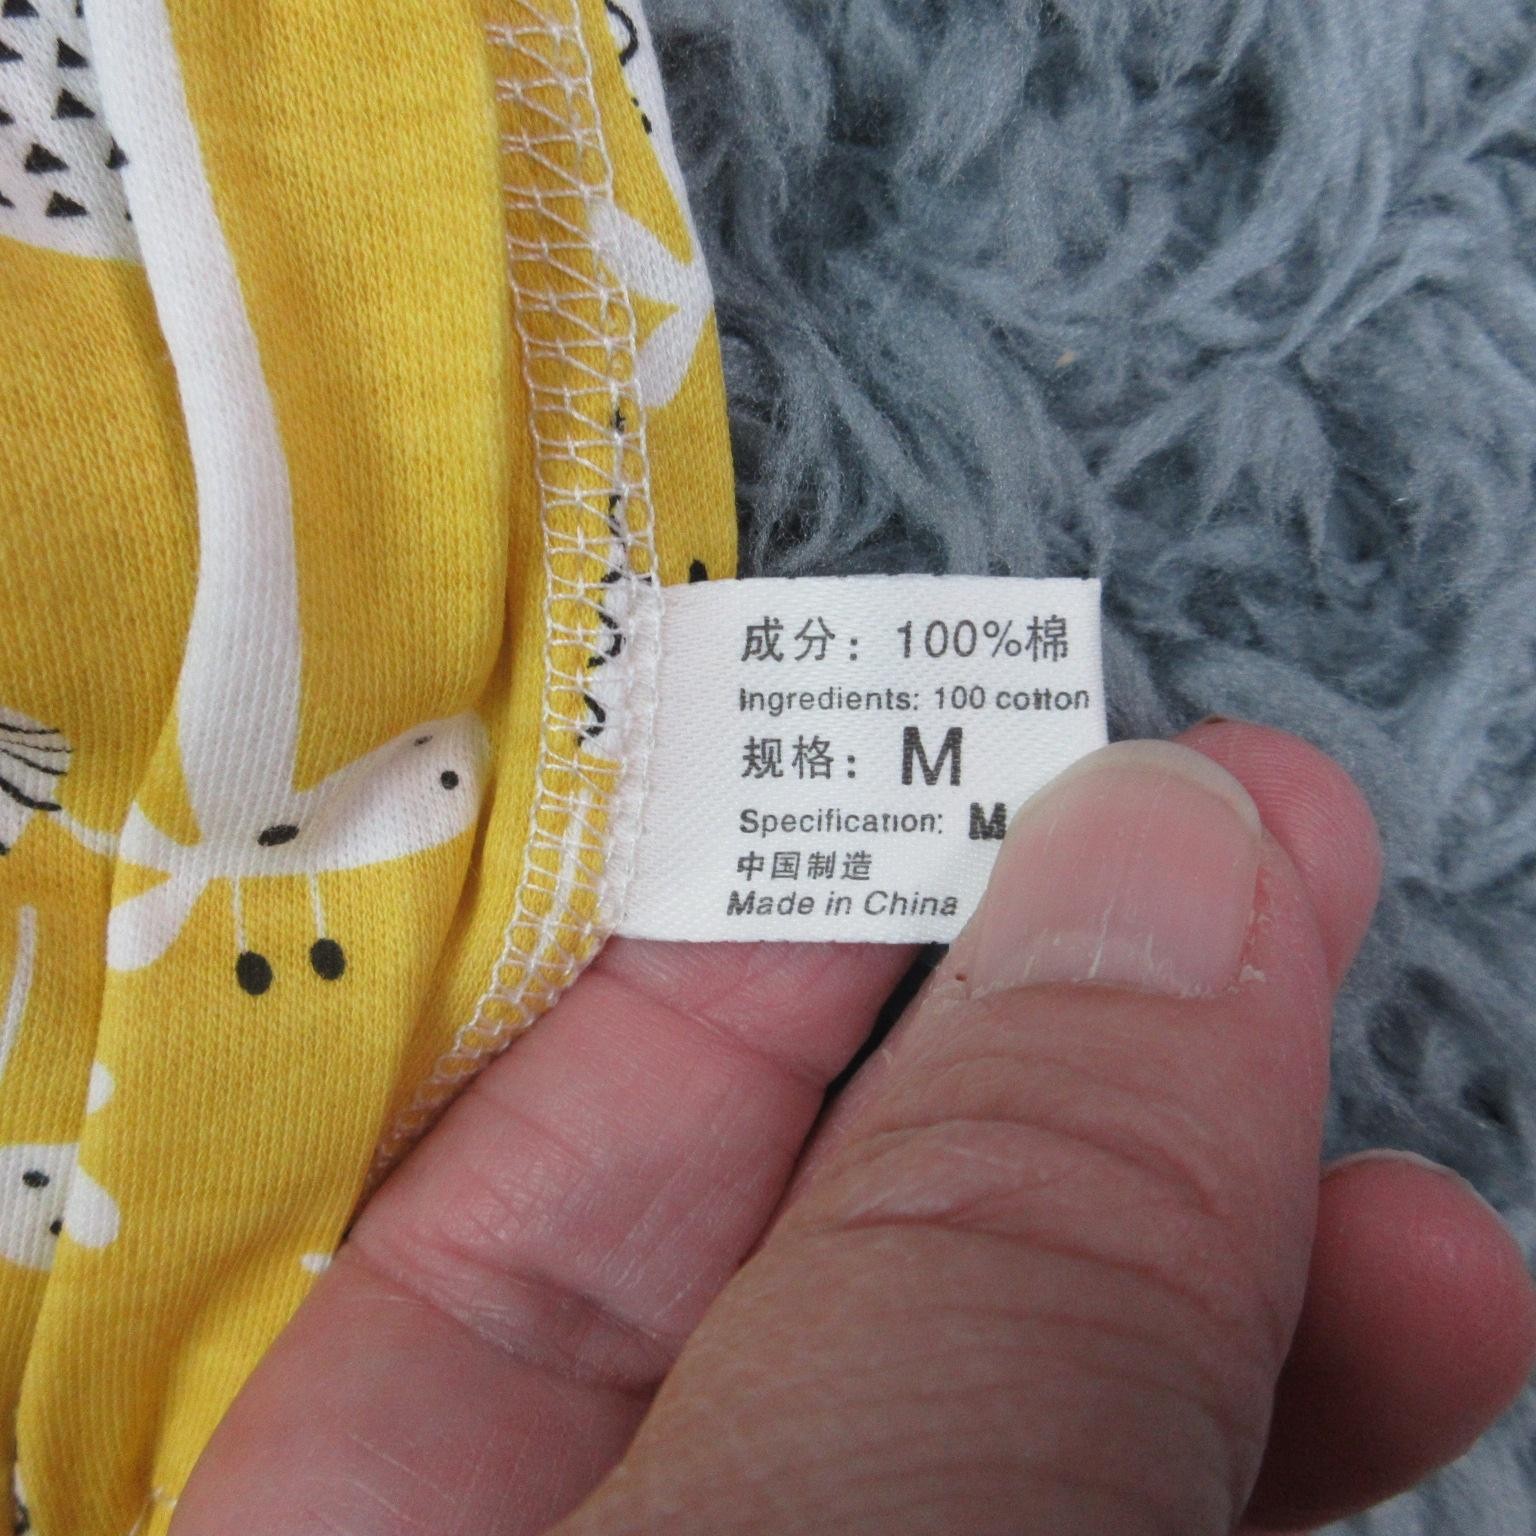 成分：100%棉
Ingredients: 100 cotton
规格：M
Specification: M
中国制造
Made in China